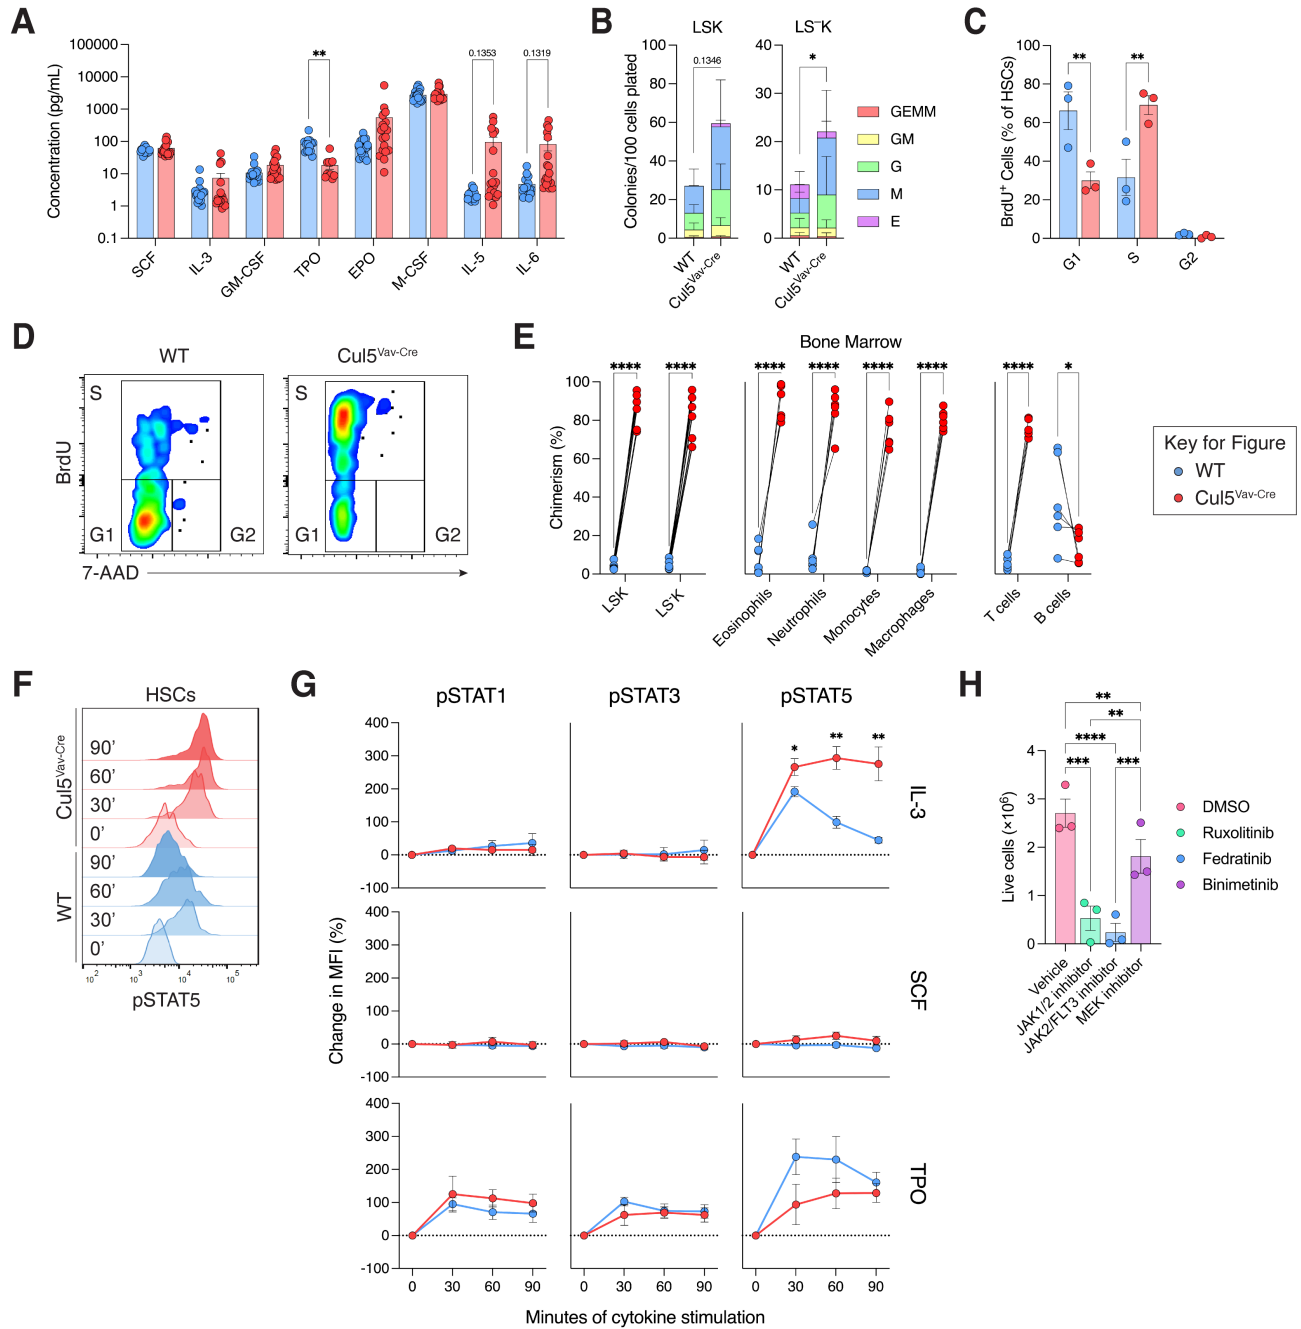 A
Concentration (pg/mL)
100000
10000
1000
100
10
1
0.1
**
0.1353
0.1319
SCF
IL-3
GM-CSF
TPO
EPO
M-CSF
IL-5
IL-6
B
LSK
LS⁻K
Colonies/100 cells plated
100
80
60
40
20
0
0.1346
WT
Cul5Vav-Cre
40
30
20
10
0
*
WT
Cul5Vav-Cre
GEMM
GM
G
M
E
C
BrdU⁺ Cells (% of HSCs)
100
80
60
40
20
0
**
**
G1
S
G2
D
WT
Cul5Vav-Cre
BrdU
S
G1
G2
S
G1
G2
7-AAD
E
Bone Marrow
Chimerism (%)
100
80
60
40
20
0
****
****
****
****
****
****
****
*
LSK
LS⁻K
Eosinophils
Neutrophils
Monocytes
Macrophages
T cells
B cells
Key for Figure
WT
Cul5Vav-Cre
F
HSCs
Cul5Vav-Cre
90’
60’
30’
0’
WT
90’
60’
30’
0’
10²
10³
10⁴
10⁵
pSTAT5
G
pSTAT1
pSTAT3
pSTAT5
Change in MFI (%)
400
300
200
100
0
-100
*
**
**
IL-3
400
300
200
100
0
-100
SCF
400
300
200
100
0
-100
TPO
0
30
60
90
0
30
60
90
0
30
60
90
Minutes of cytokine stimulation
H
**
**
****
***
***
Live cells (×10⁶)
4
3
2
1
0
Vehicle
JAK1/2 inhibitor
JAK2/FLT3 inhibitor
MEK inhibitor
DMSO
Ruxolitinib
Fedratinib
Binimetinib